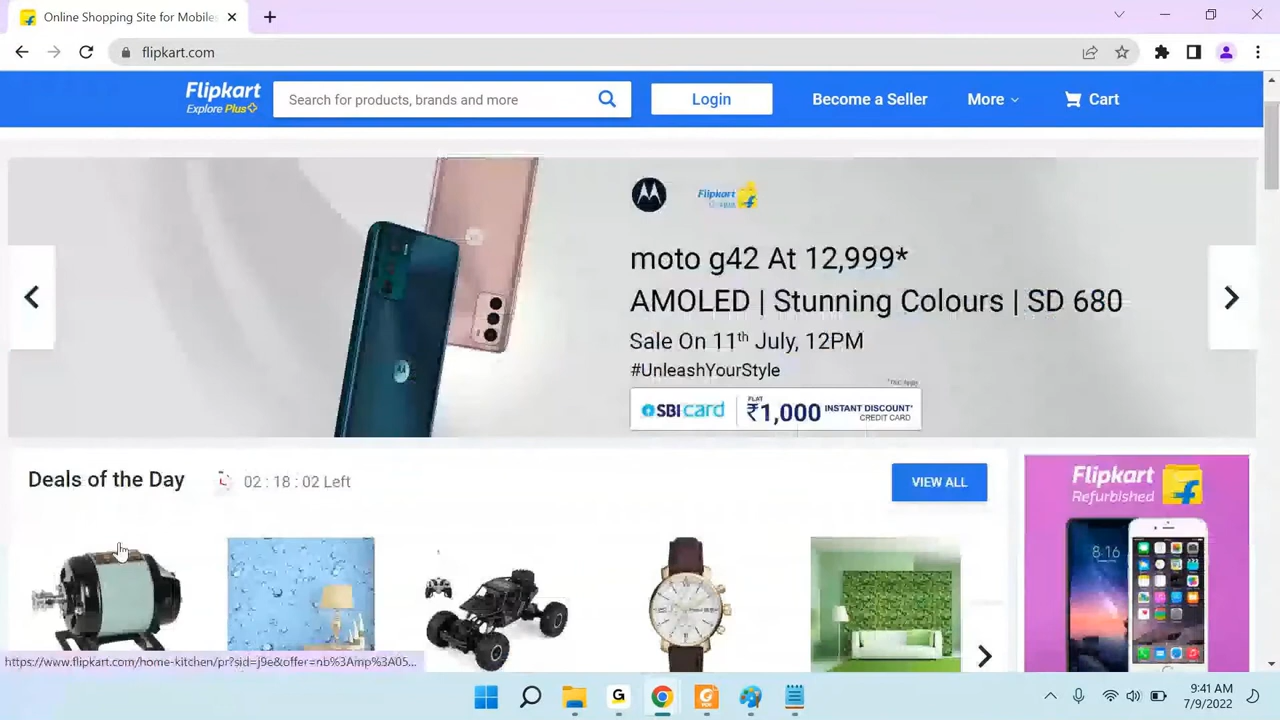 Online Shopping Site for Mobiles
flipkart.com
Flipkart
Explore Plus
Search for products, brands and more
Login
Become a Seller
More
Cart
Flipkart
moto g42 At 12,999*
AMOLED | Stunning Colours | SD 680
Sale On 11th July, 12PM
#UnleashYourStyle
SBI card
FLAT
₹1,000 INSTANT DISCOUNT*
CREDIT CARD
Deals of the Day
02 : 18 : 02 Left
VIEW ALL
Flipkart
Refurbished
8:16
https://www.flipkart.com/home-kitchen/pr?sid=j9e&offer=nb%3Amp%3A05...
9:41 AM
7/9/2022